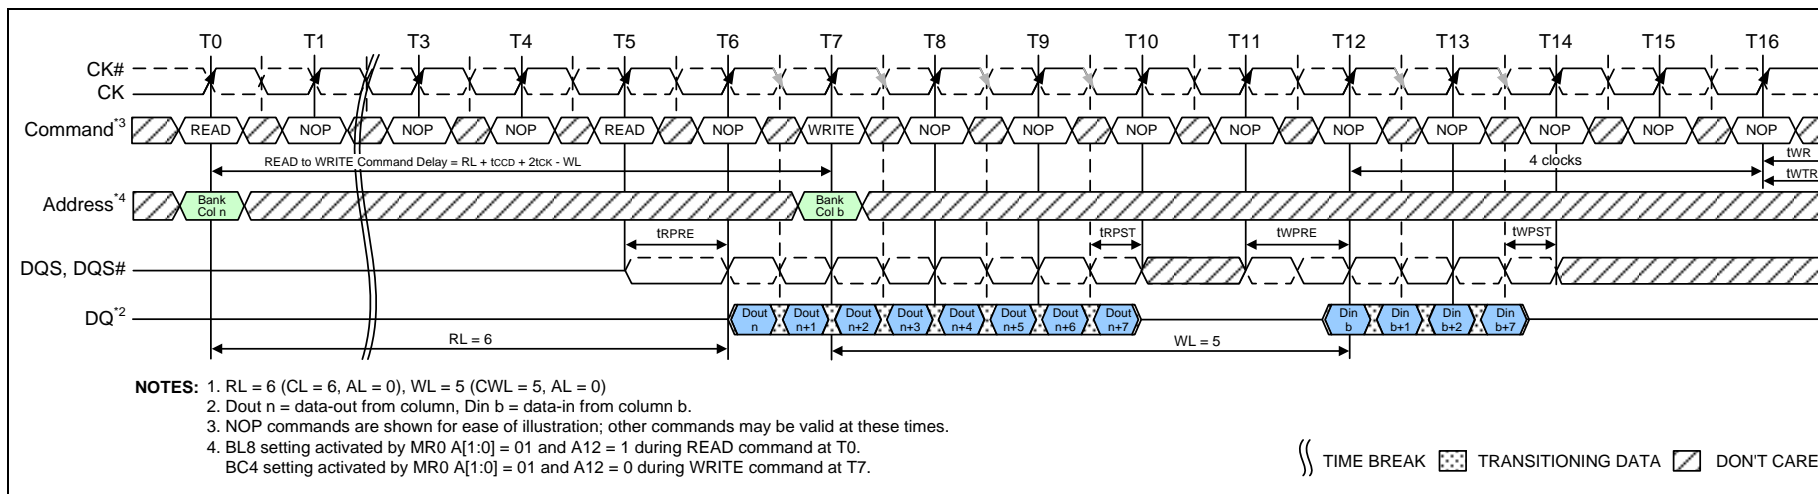 T0 T1 T3 T4 T5 T6 T7 T8 T9 T10 T11 T12 T13 T14 T15 T16
CK#
CK
Command*3 READ NOP NOP NOP READ NOP WRITE NOP NOP NOP NOP NOP NOP NOP NOP NOP
READ to WRITE Command Delay = RL + tCCD + 2tCK - WL 4 clocks tWR
tWTR
Address*4 Bank Col n Bank Col b
tRPRE tRPST tWPRE tWPST
DQS, DQS#
DQ*2 Dout n Dout n+1 Dout n+2 Dout n+3 Dout n+4 Dout n+5 Dout n+6 Dout n+7 Din b Din b+1 Din b+2 Din b+7
RL = 6 WL = 5
NOTES: 1. RL = 6 (CL = 6, AL = 0), WL = 5 (CWL = 5, AL = 0)
2. Dout n = data-out from column, Din b = data-in from column b.
3. NOP commands are shown for ease of illustration; other commands may be valid at these times.
4. BL8 setting activated by MR0 A[1:0] = 01 and A12 = 1 during READ command at T0.
BC4 setting activated by MR0 A[1:0] = 01 and A12 = 0 during WRITE command at T7.
TIME BREAK TRANSITIONING DATA DON'T CARE